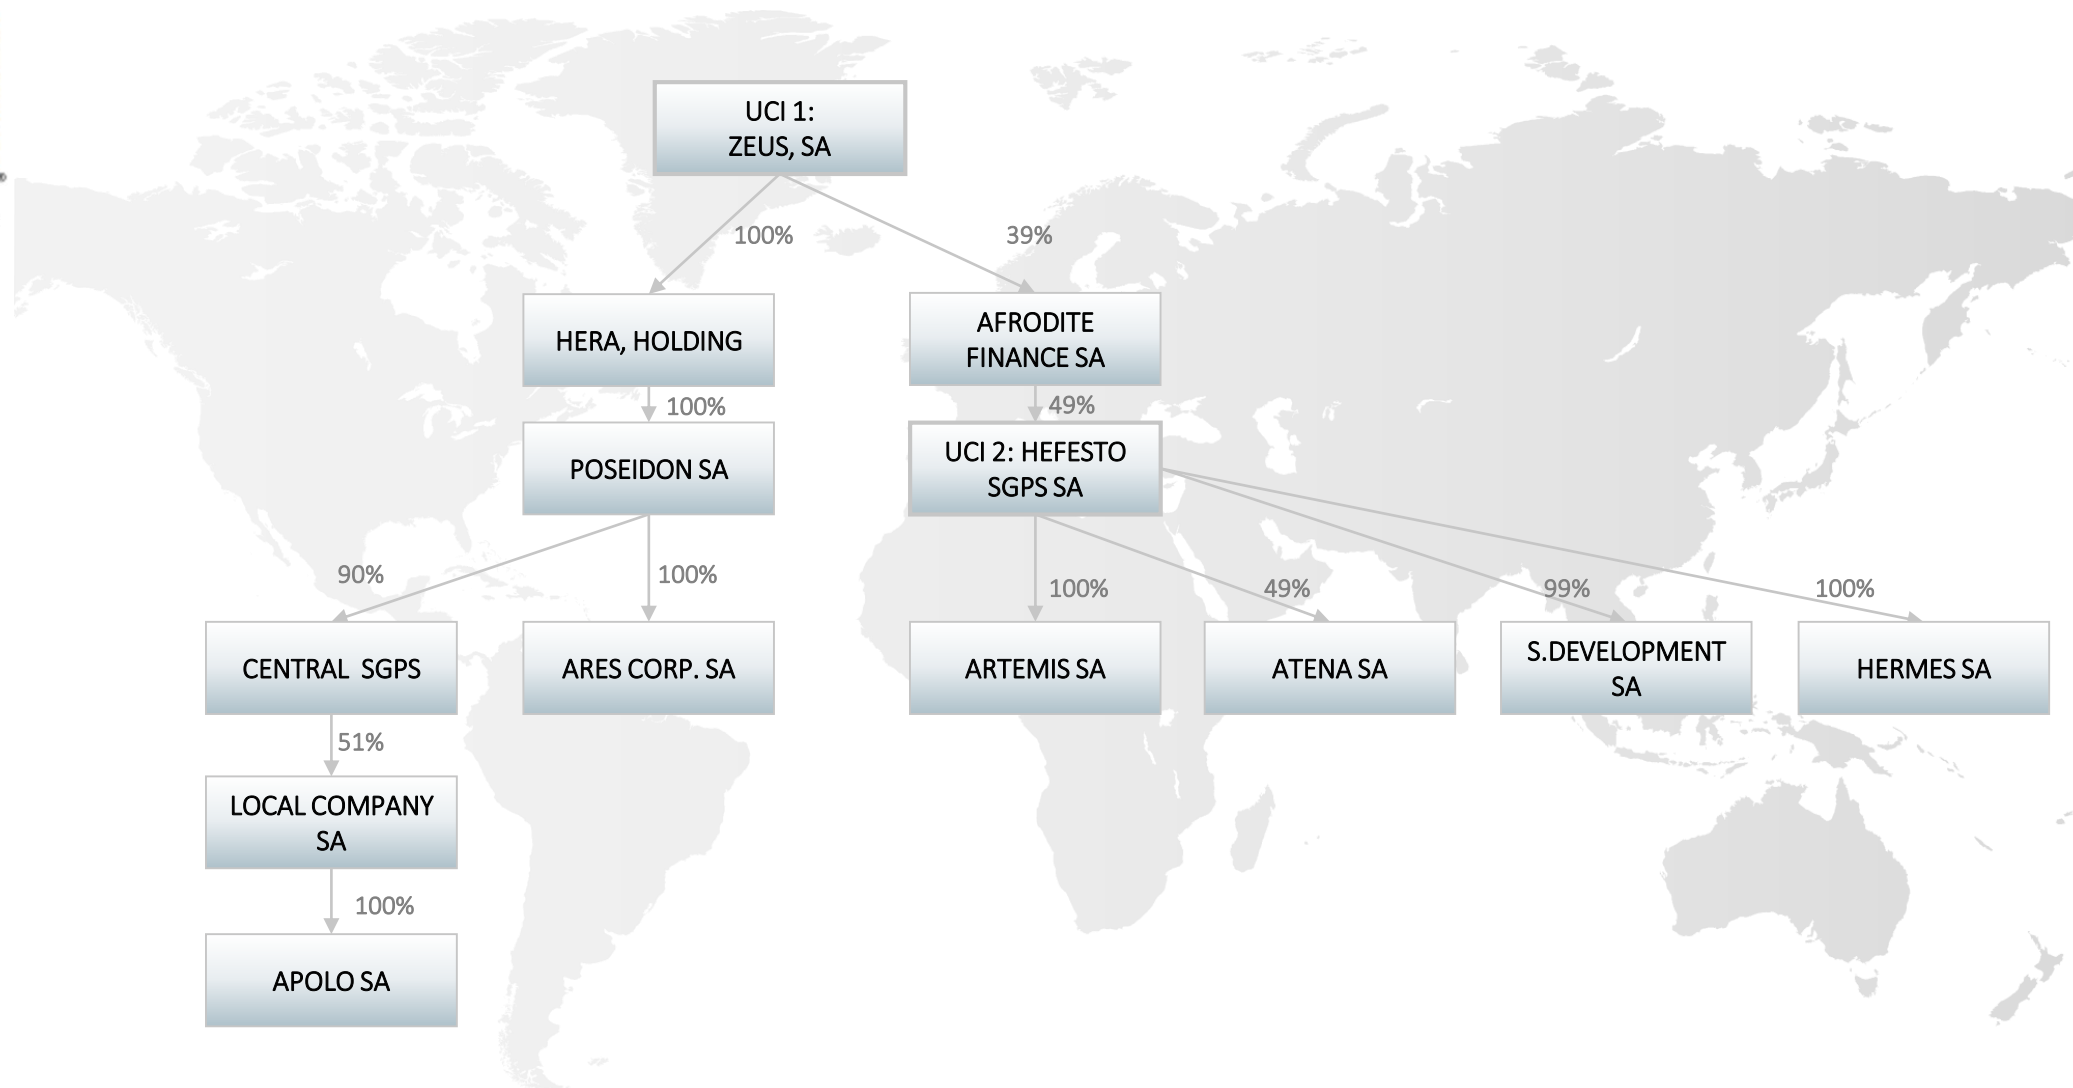 UCI 1:
ZEUS, SA
100%
39%
HERA, HOLDING
AFRODITE
FINANCE SA
100%
49%
POSEIDON SA
UCI 2: HEFESTO
SGPS SA
90%
100%
100%
49%
99%
100%
CENTRAL SGPS
ARES CORP. SA
ARTEMIS SA
ATENA SA
S.DEVELOPMENT
SA
HERMES SA
51%
LOCAL COMPANY
SA
100%
APOLO SA